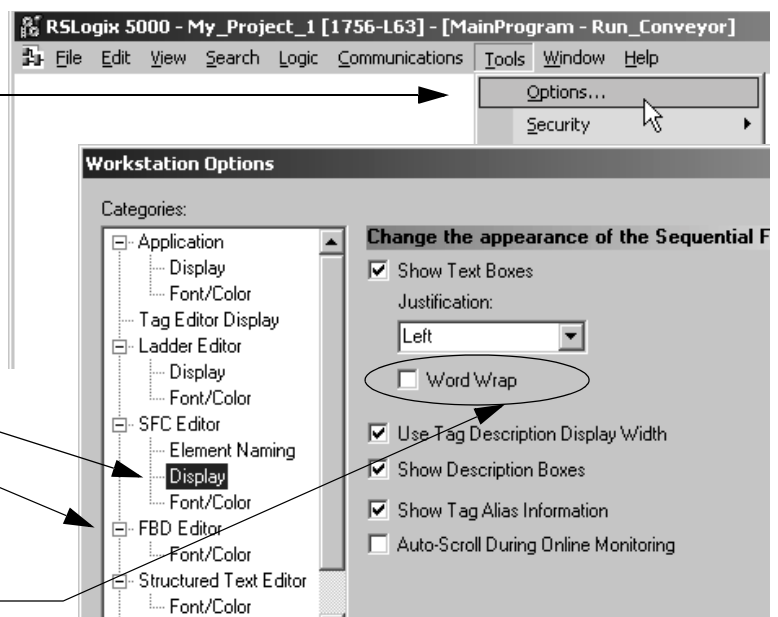 RSLogix 5000 - My_Project_1 [1756-L63] - [MainProgram - Run_Conveyor]
File Edit View Search Logic Communications Tools Window Help
Options...
Security
Workstation Options
Categories:
Application
Display
Font/Color
Tag Editor Display
Ladder Editor
Display
Font/Color
SFC Editor
Element Naming
Display
Font/Color
FBD Editor
Font/Color
Structured Text Editor
Font/Color
Change the appearance of the Sequential F
Show Text Boxes
Justification:
Left
Word Wrap
Use Tag Description Display Width
Show Description Boxes
Show Tag Alias Information
Auto-Scroll During Online Monitoring